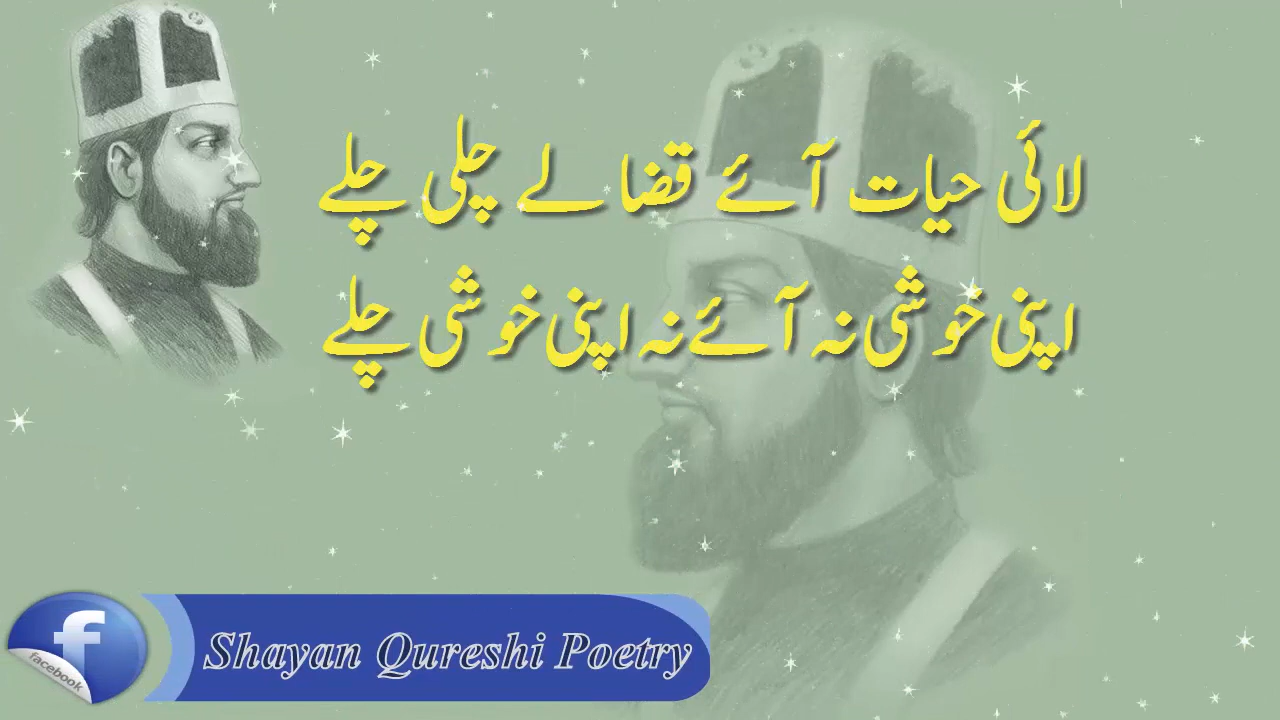 لائی حیات آئے قضا لے چلی چلے
اپنی خوشی نہ آئے نہ اپنی خوشی چلے
facebook
Shayan Qureshi Poetry